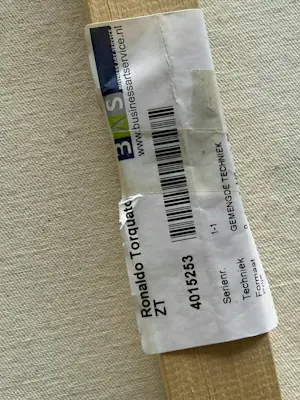 BAS
www.businessartservice.nl
Ronaldo Torquato
ZT
4015253
Serienr. 1-1
Techniek GEMENGDE TECHNIEK
Formaat